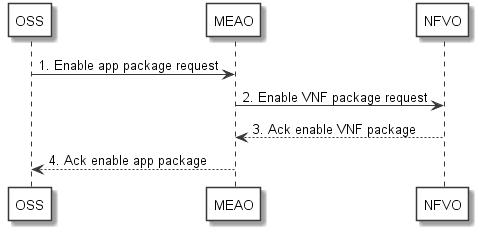 OSS MEAO NFVO
1. Enable app package request
2. Enable VNF package request
3. Ack enable VNF package
4. Ack enable app package
OSS MEAO NFVO